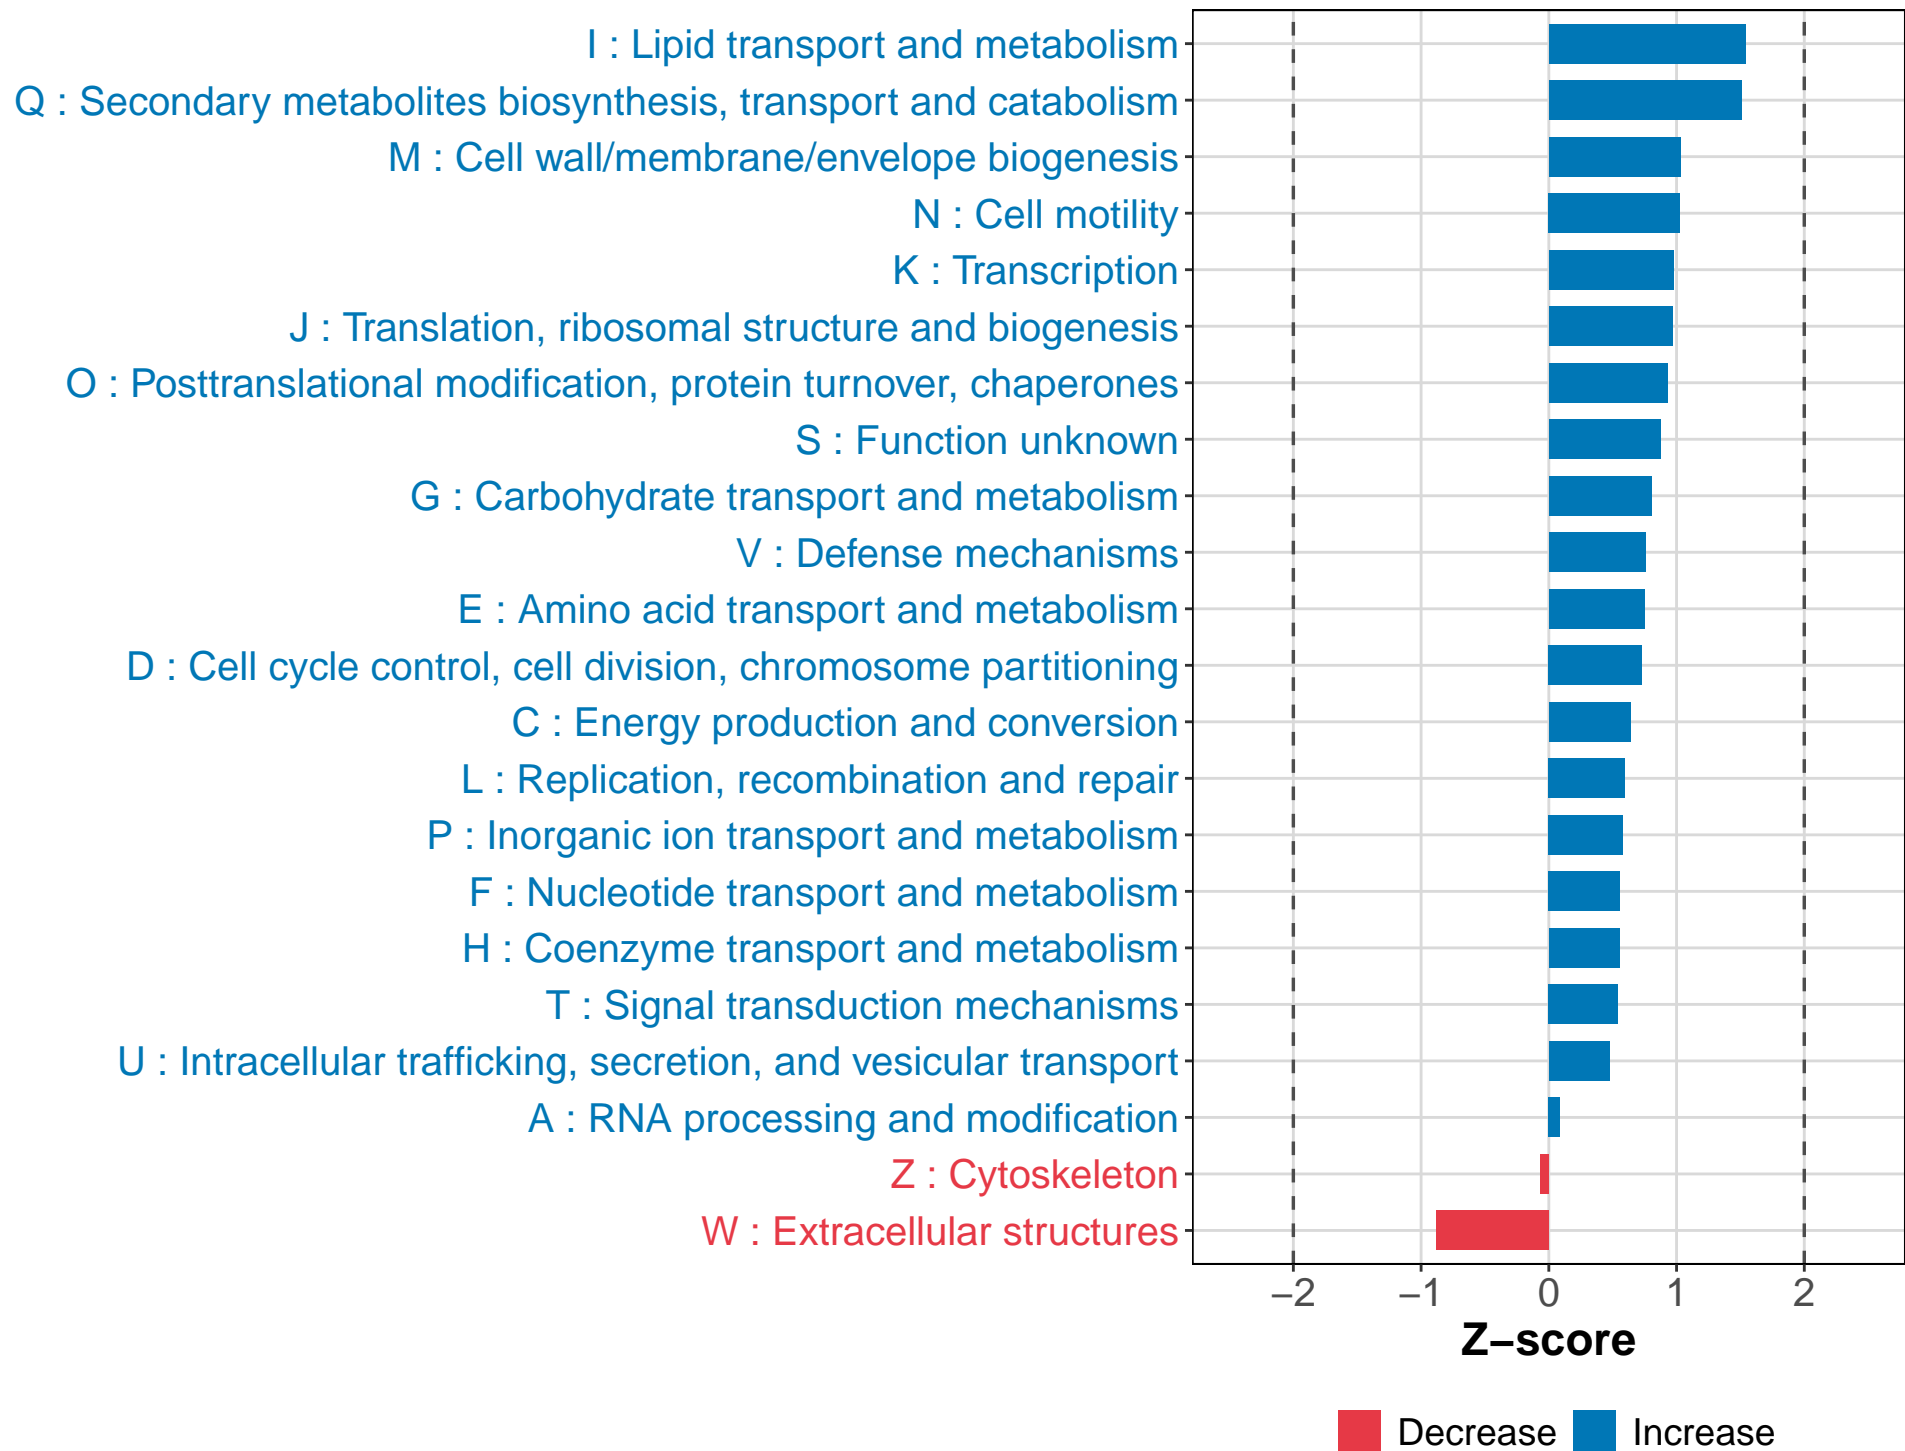 I : Lipid transport and metabolism
Q : Secondary metabolites biosynthesis, transport and catabolism
M : Cell wall/membrane/envelope biogenesis
N : Cell motility
K : Transcription
J : Translation, ribosomal structure and biogenesis
O : Posttranslational modification, protein turnover, chaperones
S : Function unknown
G : Carbohydrate transport and metabolism
V : Defense mechanisms
E : Amino acid transport and metabolism
D : Cell cycle control, cell division, chromosome partitioning
C : Energy production and conversion
L : Replication, recombination and repair
P : Inorganic ion transport and metabolism
F : Nucleotide transport and metabolism
H : Coenzyme transport and metabolism
T : Signal transduction mechanisms
U : Intracellular trafficking, secretion, and vesicular transport
A : RNA processing and modification
Z : Cytoskeleton
W : Extracellular structures
−2 −1 0 1 2
Z−score
Decrease Increase